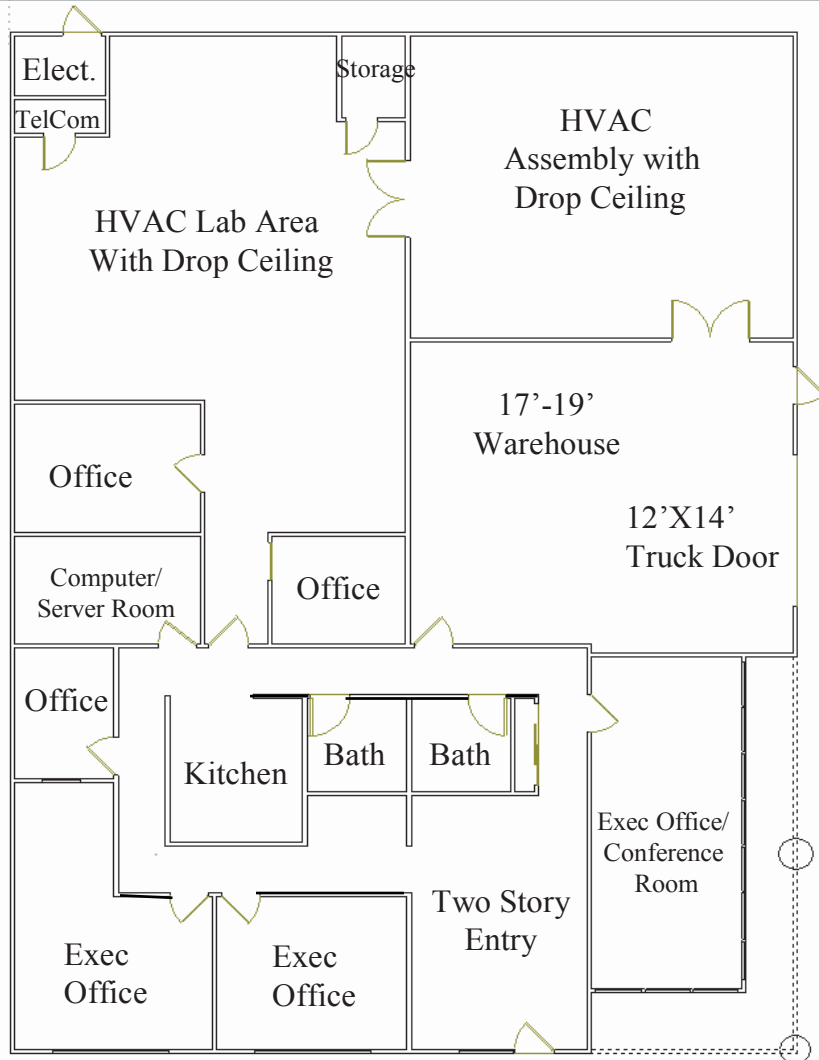 Elect.
Storage
TelCom
HVAC
Assembly with
Drop Ceiling
HVAC Lab Area
With Drop Ceiling
17’-19’
Warehouse
Office
12’X14’
Truck Door
Computer/
Server Room
Office
Office
Kitchen
Bath
Bath
Exec Office/
Conference
Room
Two Story
Entry
Exec
Office
Exec
Office